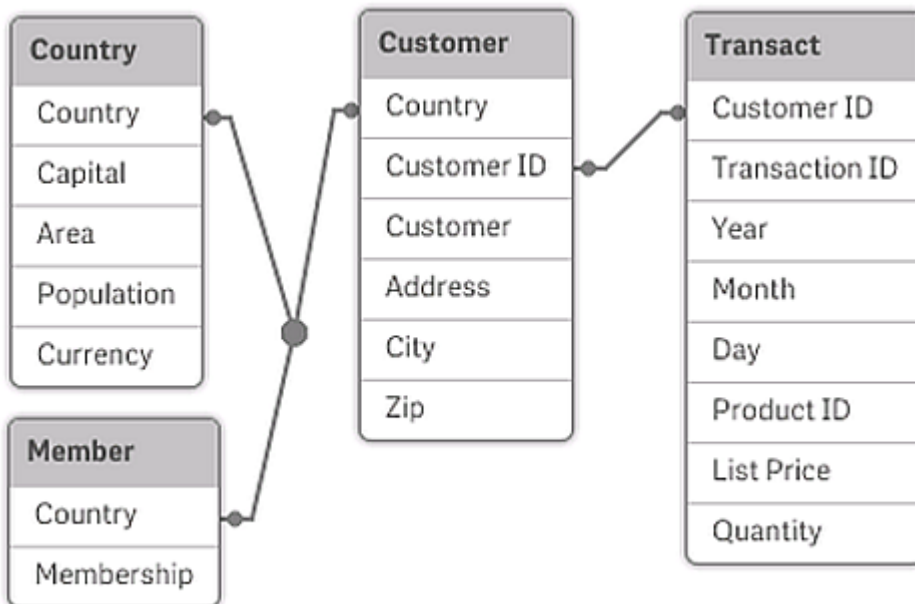 Country
Country
Capital
Area
Population
Currency
Member
Country
Membership
Customer
Country
Customer ID
Customer
Address
City
Zip
Transact
Customer ID
Transaction ID
Year
Month
Day
Product ID
List Price
Quantity